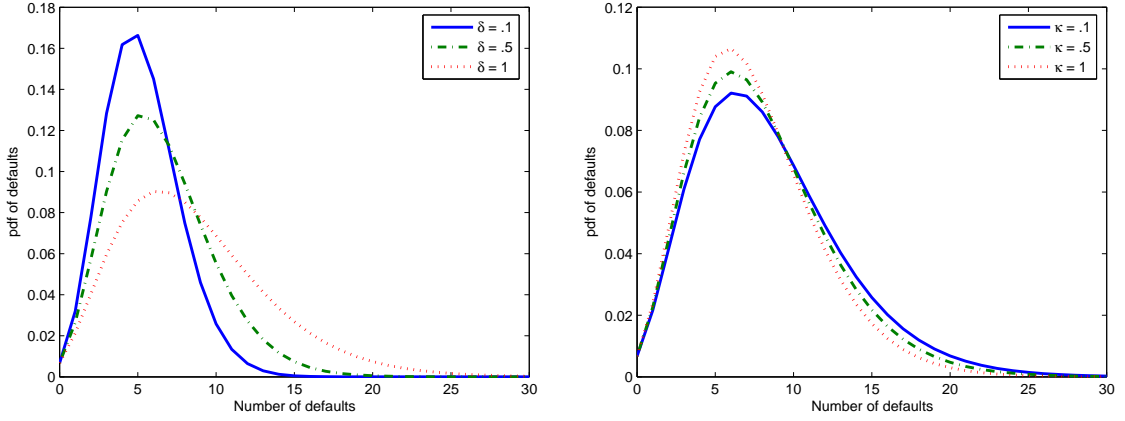 0.18
0.16
0.14
0.12
0.1
0.08
0.06
0.04
0.02
0
pdf of defaults
0 5 10 15 20 25 30
Number of defaults
δ = .1
δ = .5
δ = 1
0.12
0.1
0.08
0.06
0.04
0.02
0
pdf of defaults
0 5 10 15 20 25 30
Number of defaults
κ = .1
κ = .5
κ = 1